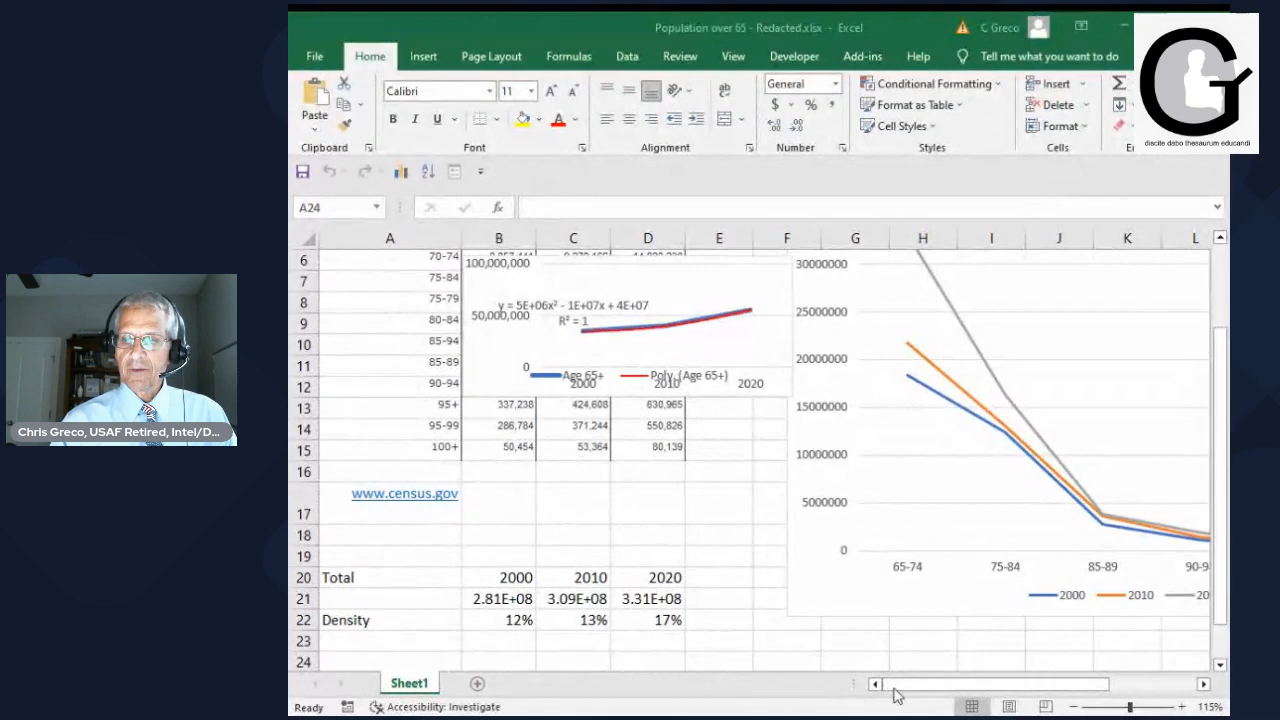 Population over 65 - Redacted.xlsx - Excel
C Greco
File Home Insert Page Layout Formulas Data Review View Developer Add-ins Help Tell me what you want to do
G
discite dabo thesaurum educandi
Paste
Calibri 11 A A
B I U A
ab
General
$ % ,
Conditional Formatting
Format as Table
Cell Styles
Insert
Delete
Format
Σ
Clipboard Font Alignment Number Styles Cells
A24 fx
A B C D E F G H I J K L
6 70-74
7 75-84
8 75-79
9 80-84
10 85-94
11 85-89
12 90-94
13 95+ 337,238 424,608 630,965
14 95-99 286,784 371,244 550,826
15 100+ 50,454 53,364 80,139
16
17 www.census.gov
18
19
20 Total 2000 2010 2020
21 2.81E+08 3.09E+08 3.31E+08
22 Density 12% 13% 17%
23
24
100,000,000
y = 5E+06x² - 1E+07x + 4E+07
50,000,000
R² = 1
0
Age 65+ Poly. (Age 65+)
2000 2010 2020
30000000
25000000
20000000
15000000
10000000
5000000
0
65-74 75-84 85-89
2000 2010
Chris Greco, USAF Retired, Intel/D...
Sheet1
Ready Accessibility: Investigate 115%